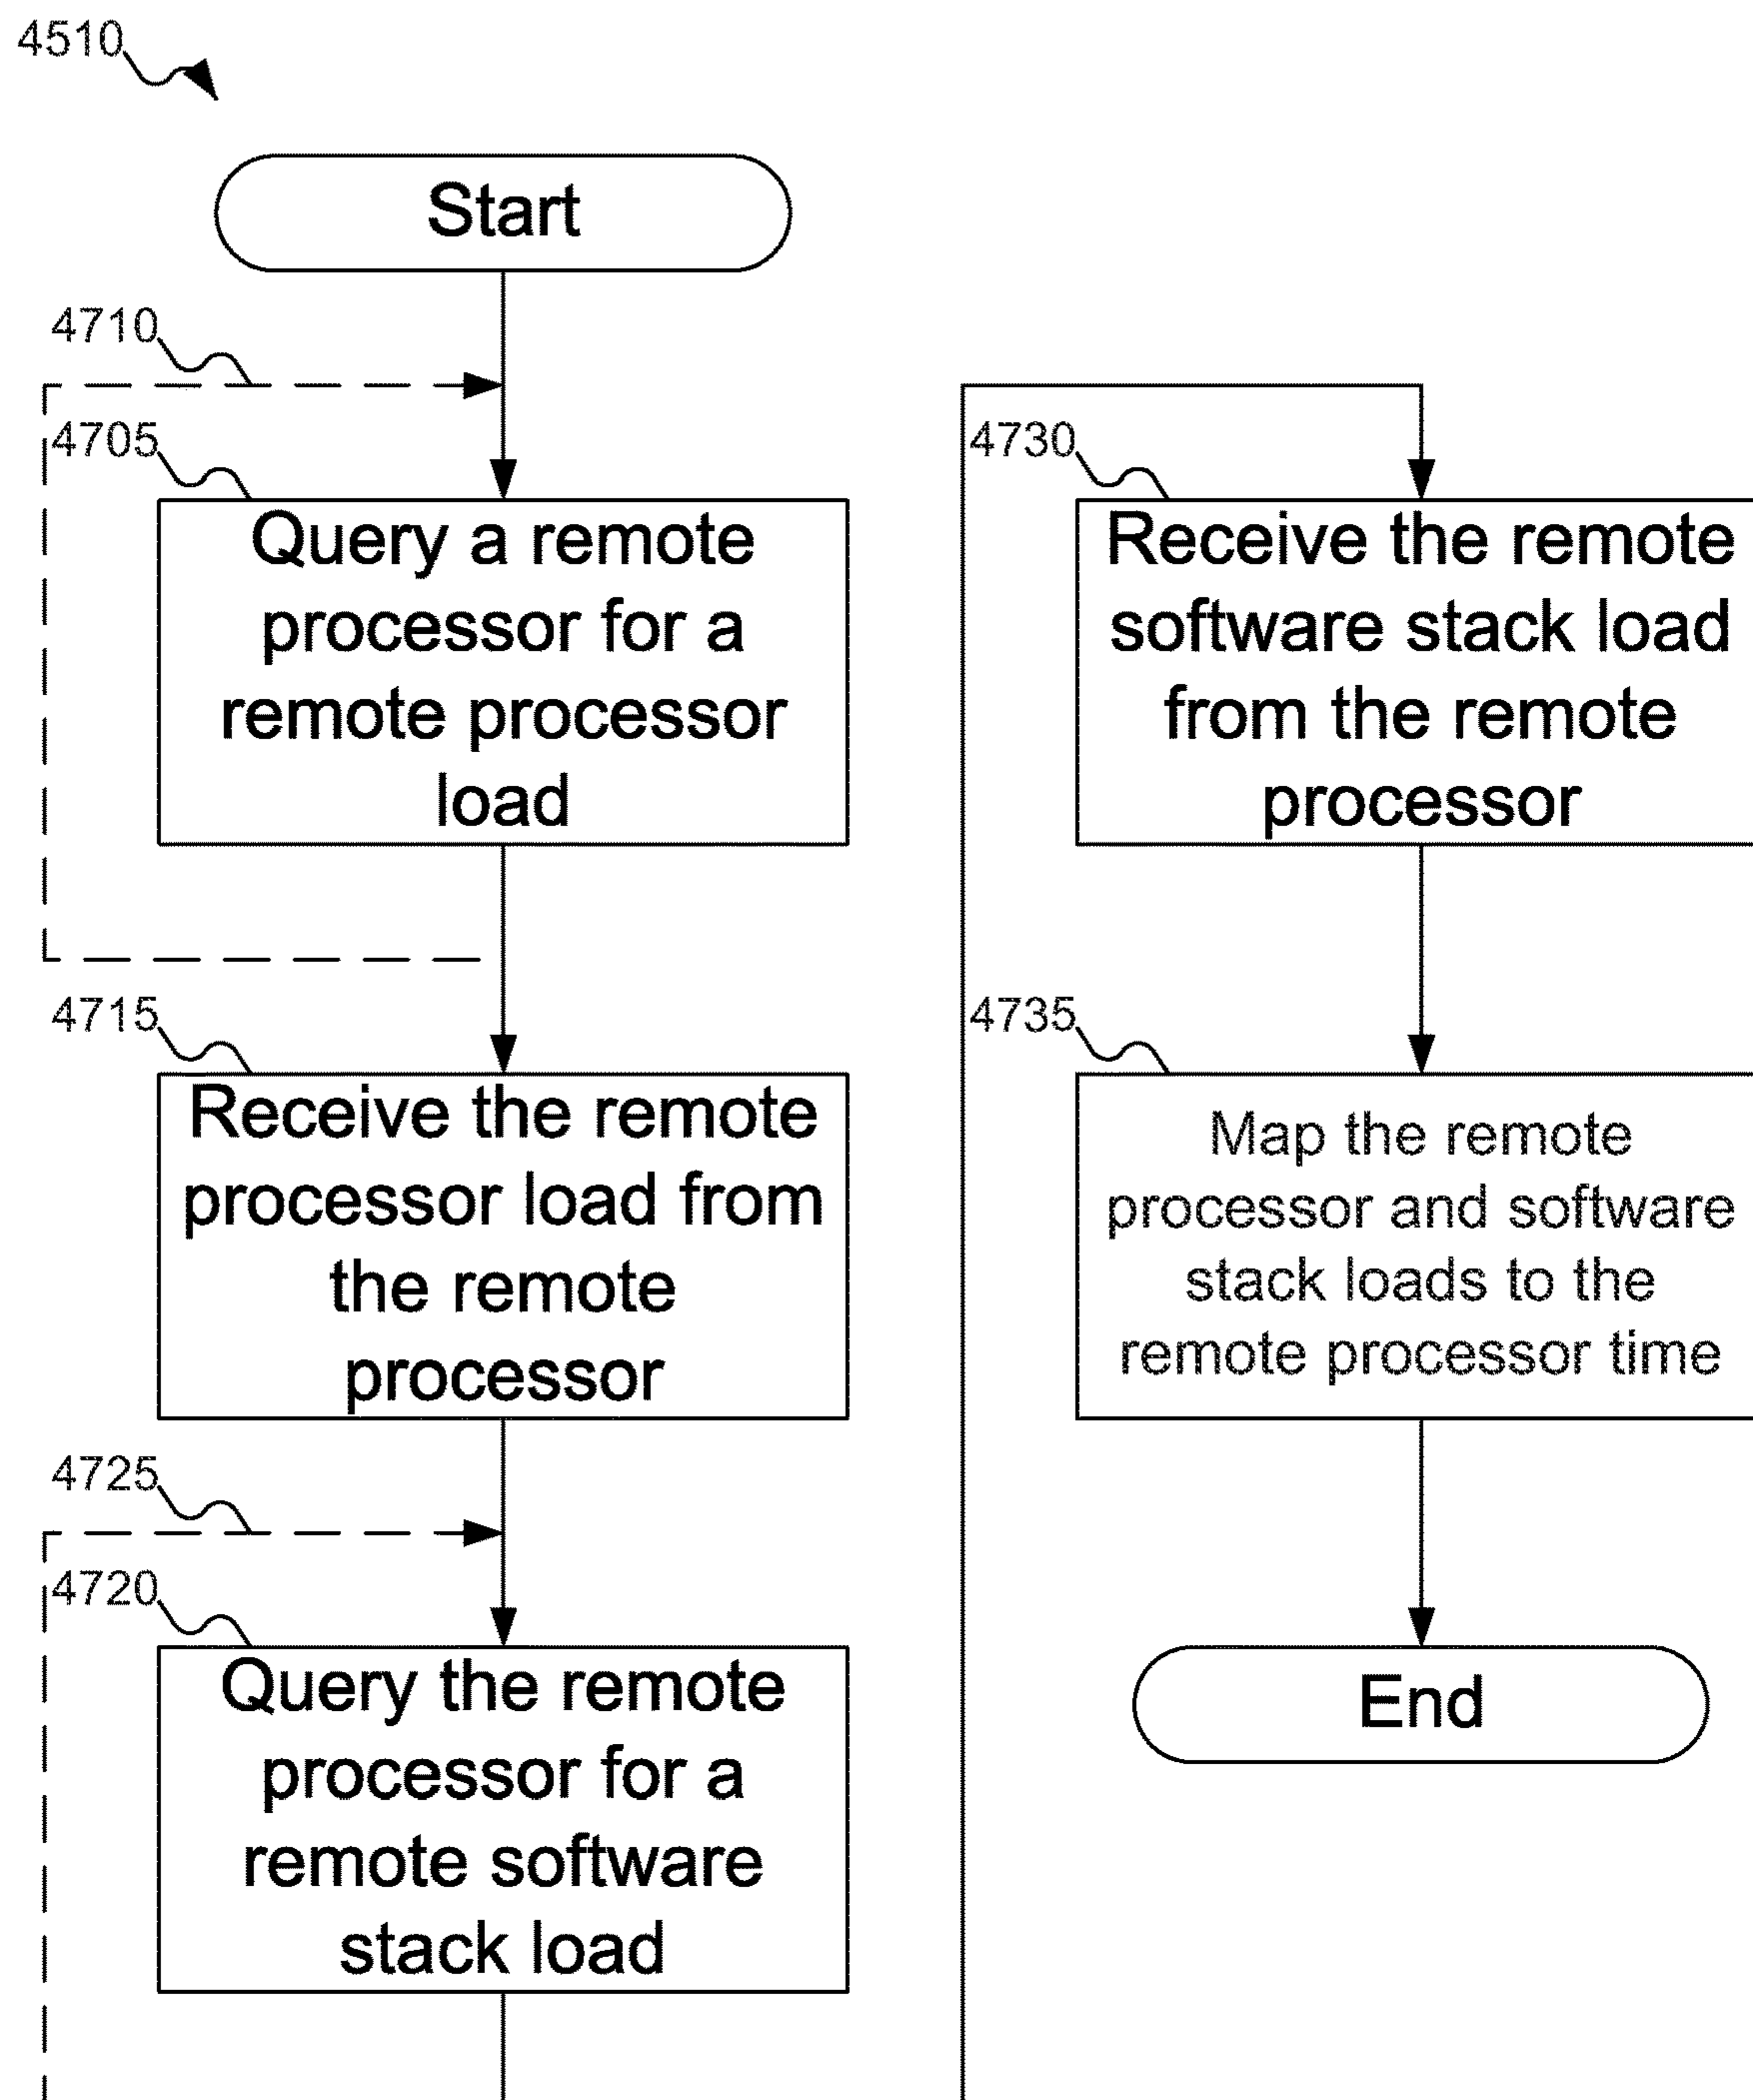 4510
Start
4710
4705
Query a remote
processor for a
remote processor
load
4715
Receive the remote
processor load from
the remote
processor
4725
4720
Query the remote
processor for a
remote software
stack load
4730
Receive the remote
software stack load
from the remote
processor
4735
Map the remote
processor and software
stack loads to the
remote processor time
End